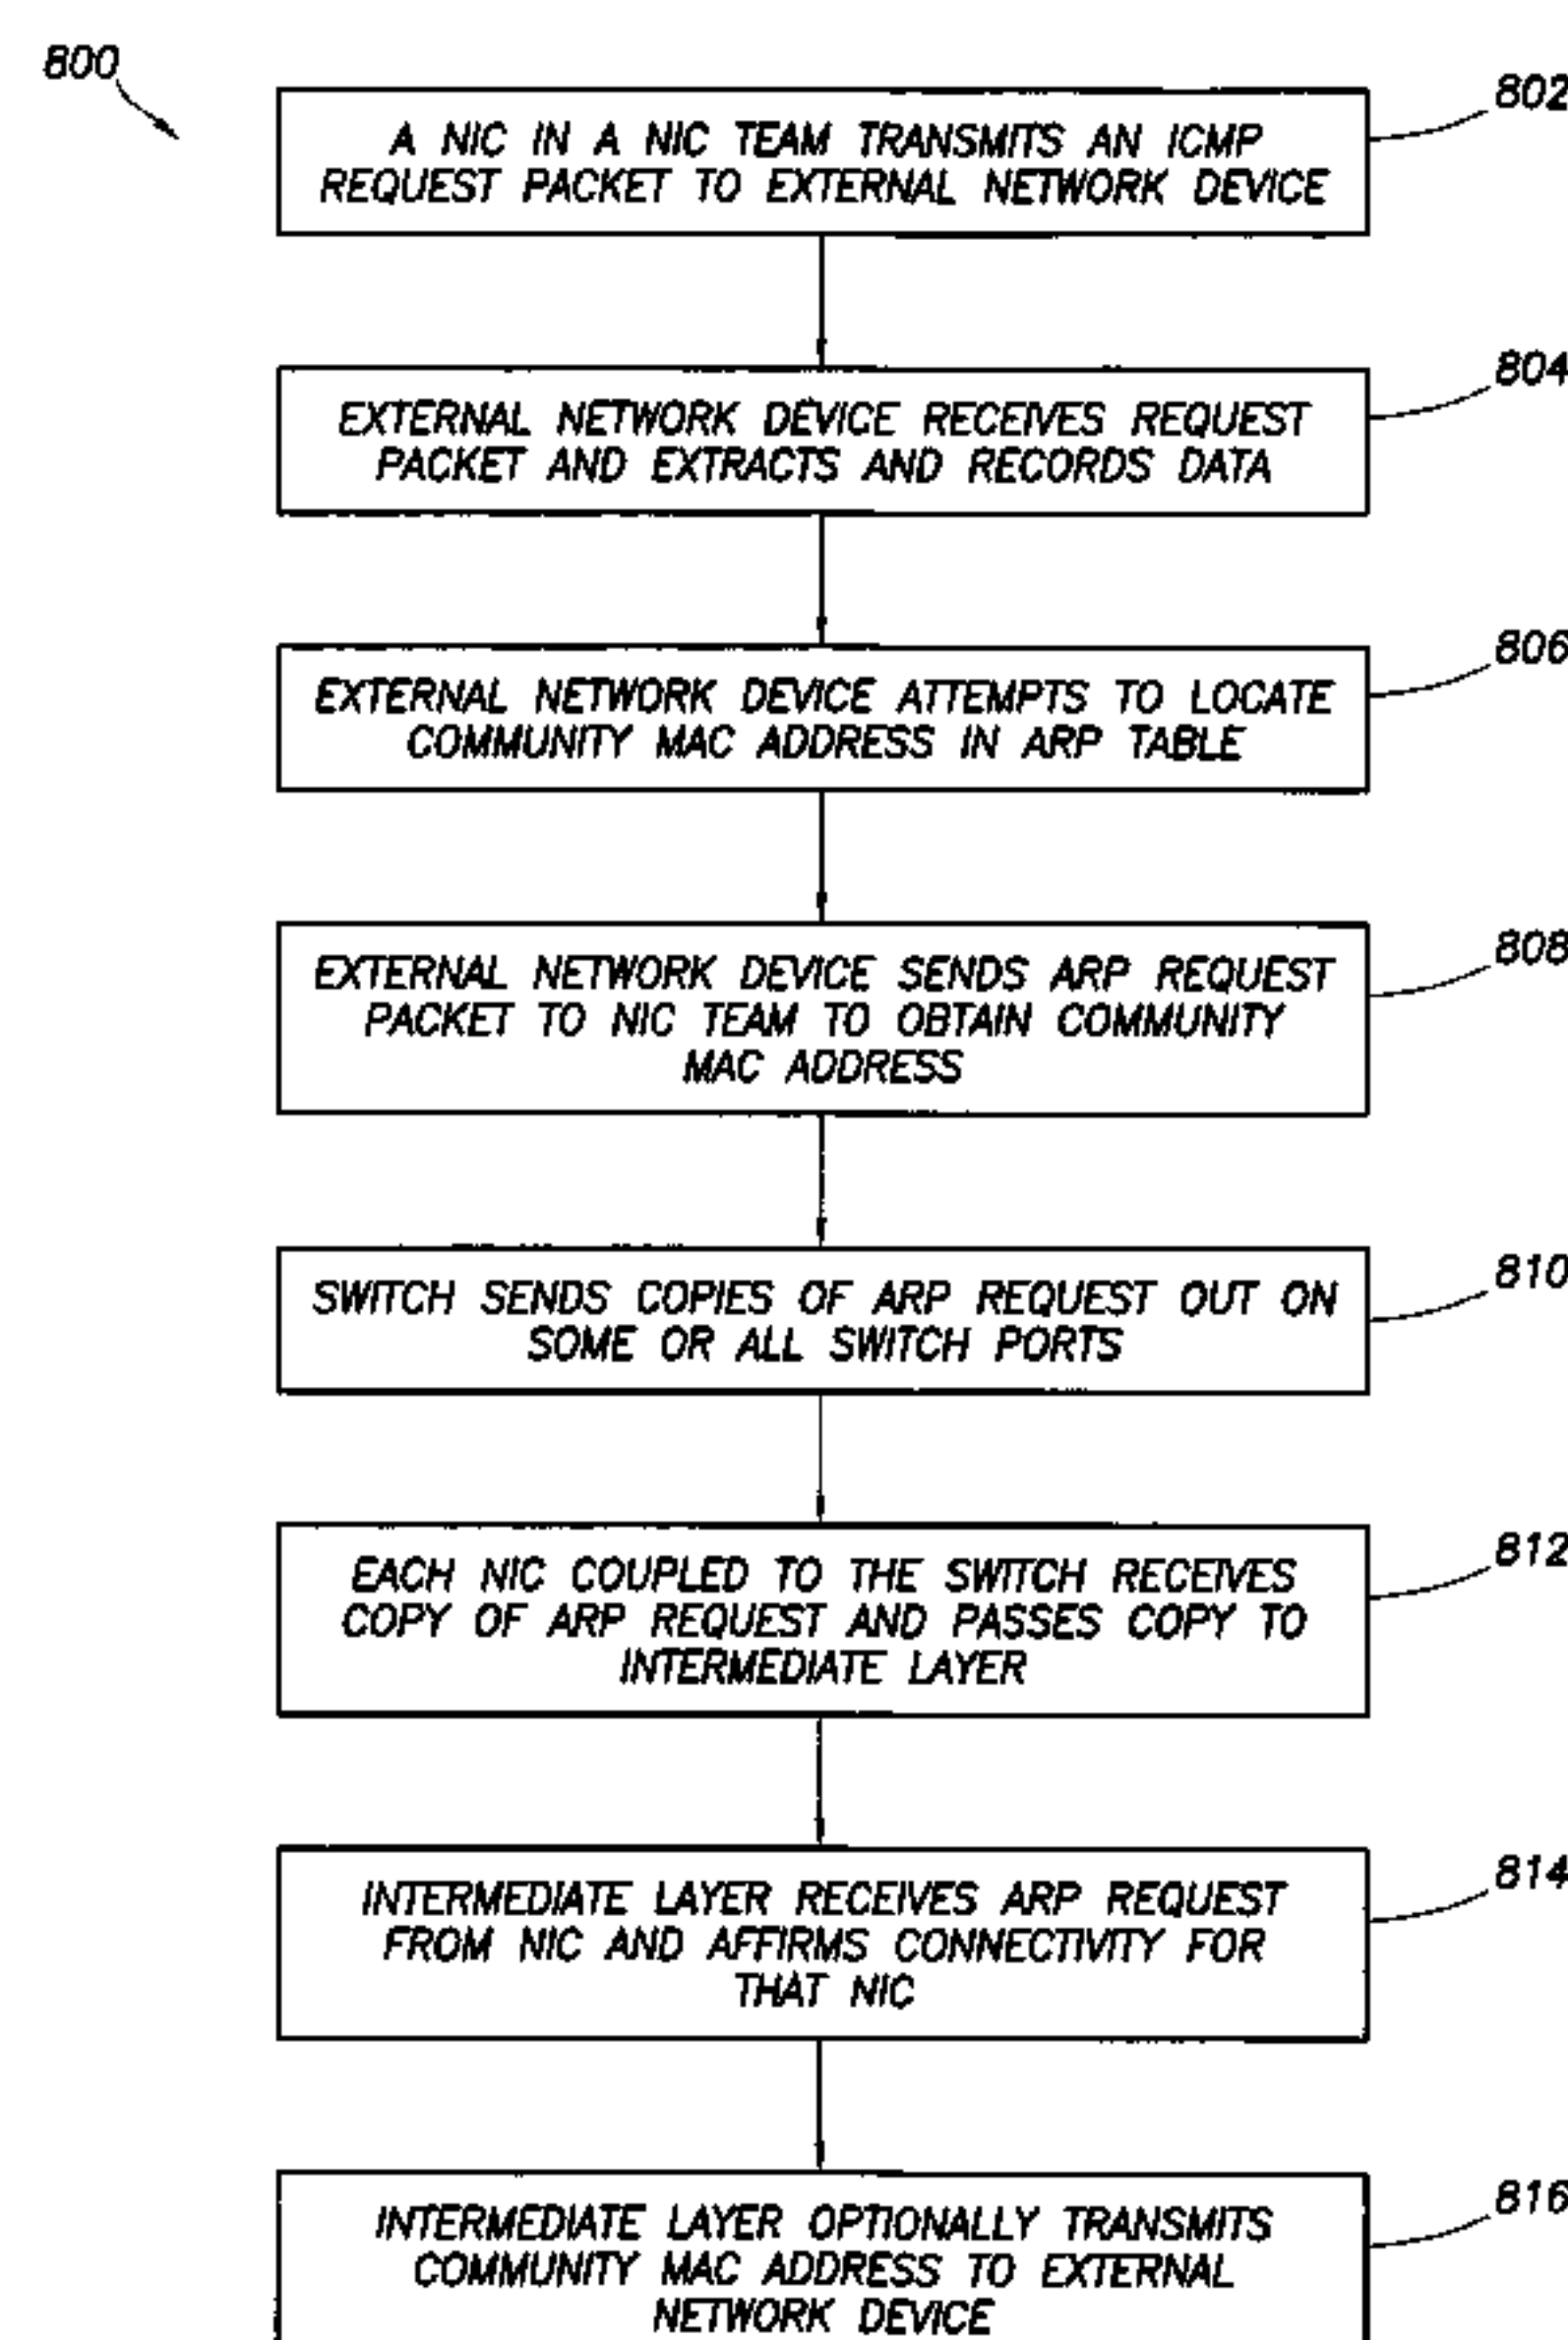 800
802
A NIC IN A NIC TEAM TRANSMITS AN ICMP
REQUEST PACKET TO EXTERNAL NETWORK DEVICE
804
EXTERNAL NETWORK DEVICE RECEIVES REQUEST
PACKET AND EXTRACTS AND RECORDS DATA
806
EXTERNAL NETWORK DEVICE ATTEMPTS TO LOCATE
COMMUNITY MAC ADDRESS IN ARP TABLE
808
EXTERNAL NETWORK DEVICE SENDS ARP REQUEST
PACKET TO NIC TEAM TO OBTAIN COMMUNITY
MAC ADDRESS
810
SWITCH SENDS COPIES OF ARP REQUEST OUT ON
SOME OR ALL SWITCH PORTS
812
EACH NIC COUPLED TO THE SWITCH RECEIVES
COPY OF ARP REQUEST AND PASSES COPY TO
INTERMEDIATE LAYER
814
INTERMEDIATE LAYER RECEIVES ARP REQUEST
FROM NIC AND AFFIRMS CONNECTIVITY FOR
THAT NIC
816
INTERMEDIATE LAYER OPTIONALLY TRANSMITS
COMMUNITY MAC ADDRESS TO EXTERNAL
NETWORK DEVICE